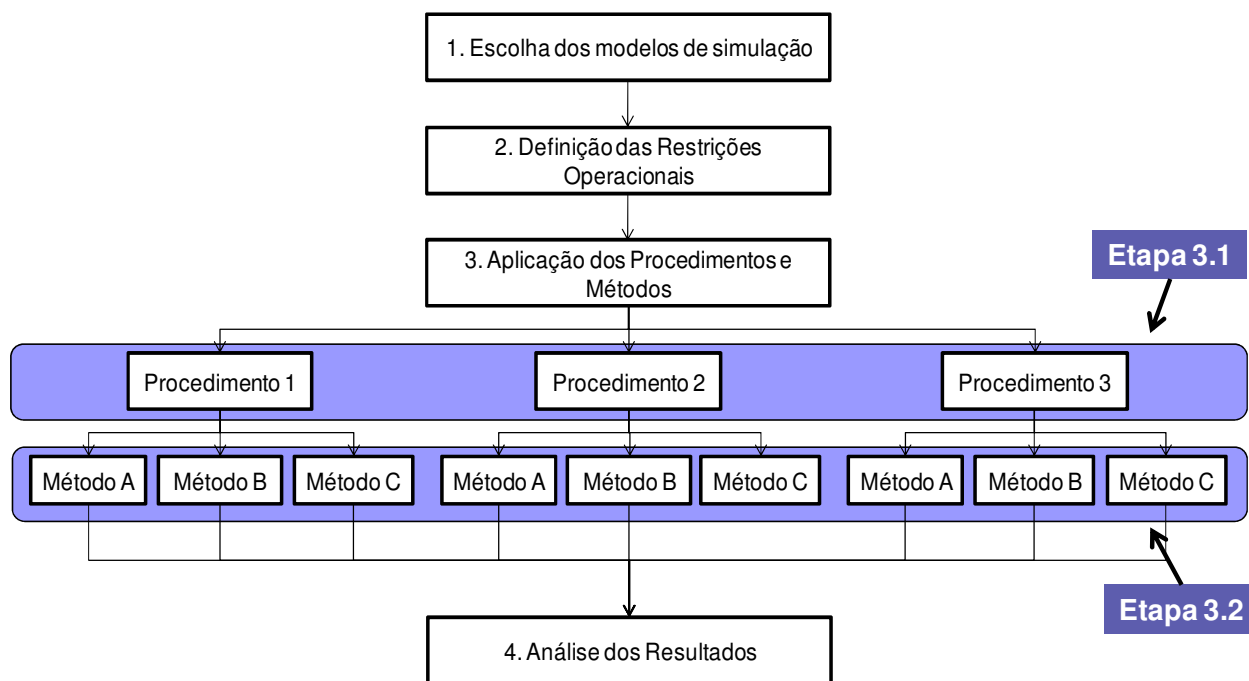 1. Escolha dos modelos de simulação
2. Definição das Restrições
Operacionais
3. Aplicação dos Procedimentos e
Métodos
Etapa 3.1
Procedimento 1
Procedimento 2
Procedimento 3
Método A
Método B
Método C
Método A
Método B
Método C
Método A
Método B
Método C
Etapa 3.2
4. Análise dos Resultados